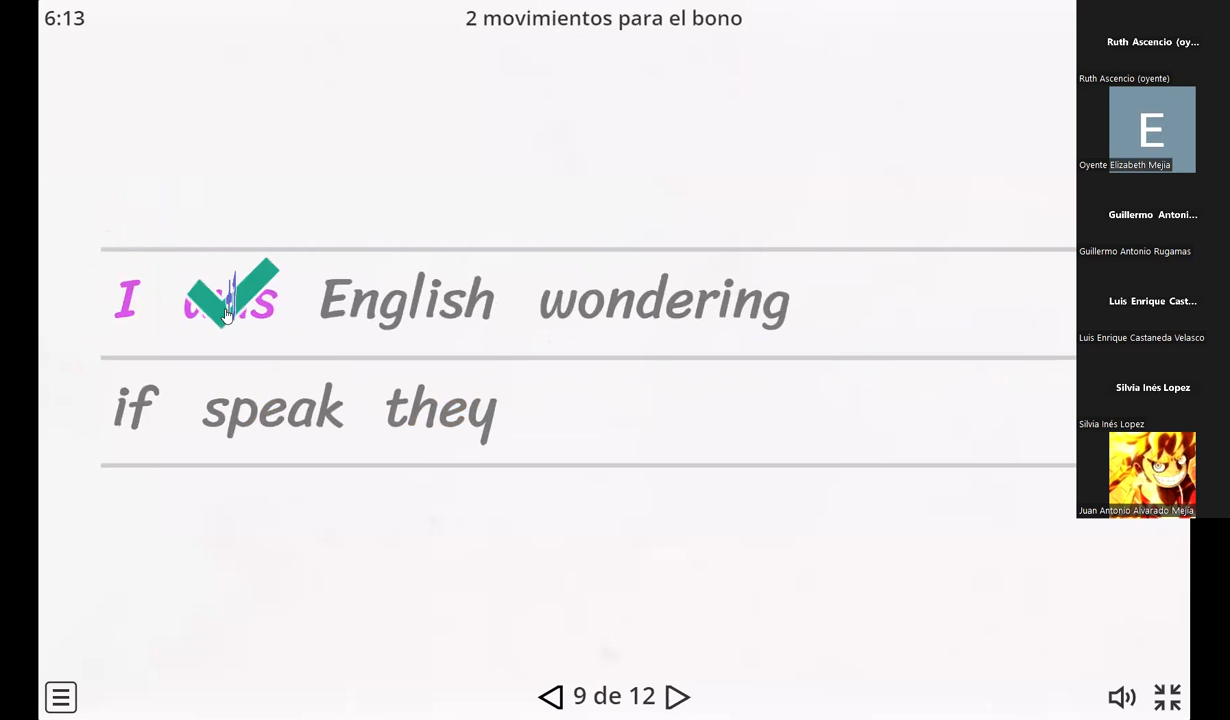 6:13
2 movimientos para el bono
I was English wondering
if speak they
9 de 12
Ruth Ascencio (oy...
Ruth Ascencio (oyente)
E
Oyente Elizabeth Mejia
Guillermo Antoni...
Guillermo Antonio Rugamas
Luis Enrique Cast...
Luis Enrique Castaneda Velasco
Silvia Inés Lopez
Silvia Inés Lopez
Juan Antonio Alvarado Mejía